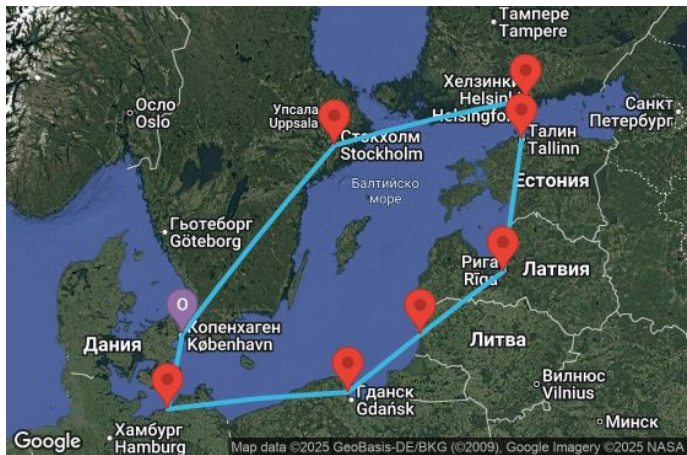 Тампере
Tampere
Хелзинки
Helsinki
Helsingfo
Осло
Oslo
Упсала
Uppsala
Санкт
Петербург
Стокхолм
Stockholm
Талин
Tallinn
Естония
Балтийско
море
Гьотеборг
Göteborg
Рига
Rīga
Латвия
O
Копенхаген
København
Дания
Литва
Гданск
Gdańsk
Вилнюс
Vilnius
Минск
Хамбург
Hamburg
Google
Map data ©2025 GeoBasis-DE/BKG (©2009), Google Imagery ©2025 NASA